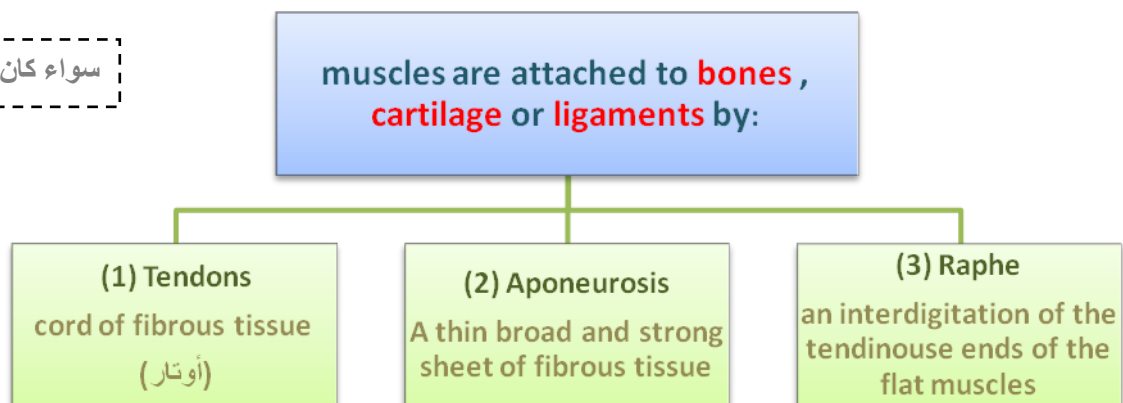 سواء كان
muscles are attached to bones ,
cartilage or ligaments by:
(1) Tendons
cord of fibrous tissue
(أوتار)
(2) Aponeurosis
A thin broad and strong
sheet of fibrous tissue
(3) Raphe
an interdigitation of the
tendinouse ends of the
flat muscles